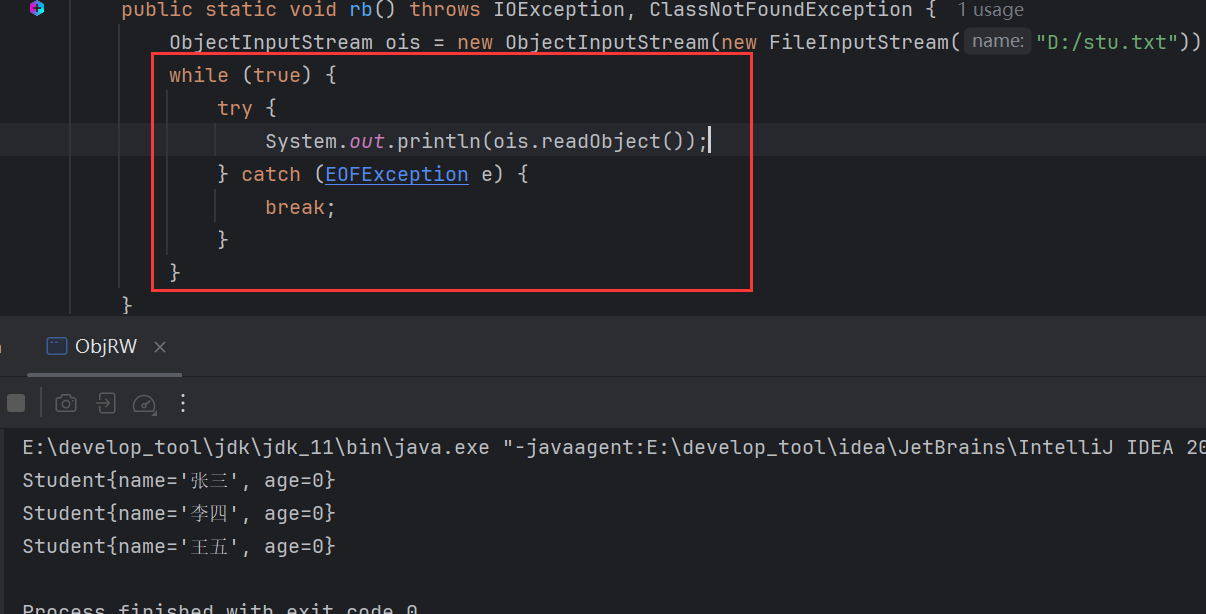 public static void rb() throws IOException, ClassNotFoundException { 1 usage
ObjectInputStream ois = new ObjectInputStream(new FileInputStream( name: "D:/stu.txt"))
while (true) {
try {
System.out.println(ois.readObject());
} catch (EOFException e) {
break;
}
}
}
ObjRW ×
E:\develop_tool\jdk\jdk_11\bin\java.exe "-javaagent:E:\develop_tool\idea\JetBrains\IntelliJ IDEA 20
Student{name='张三', age=0}
Student{name='李四', age=0}
Student{name='王五', age=0}
Process finished with exit code 0